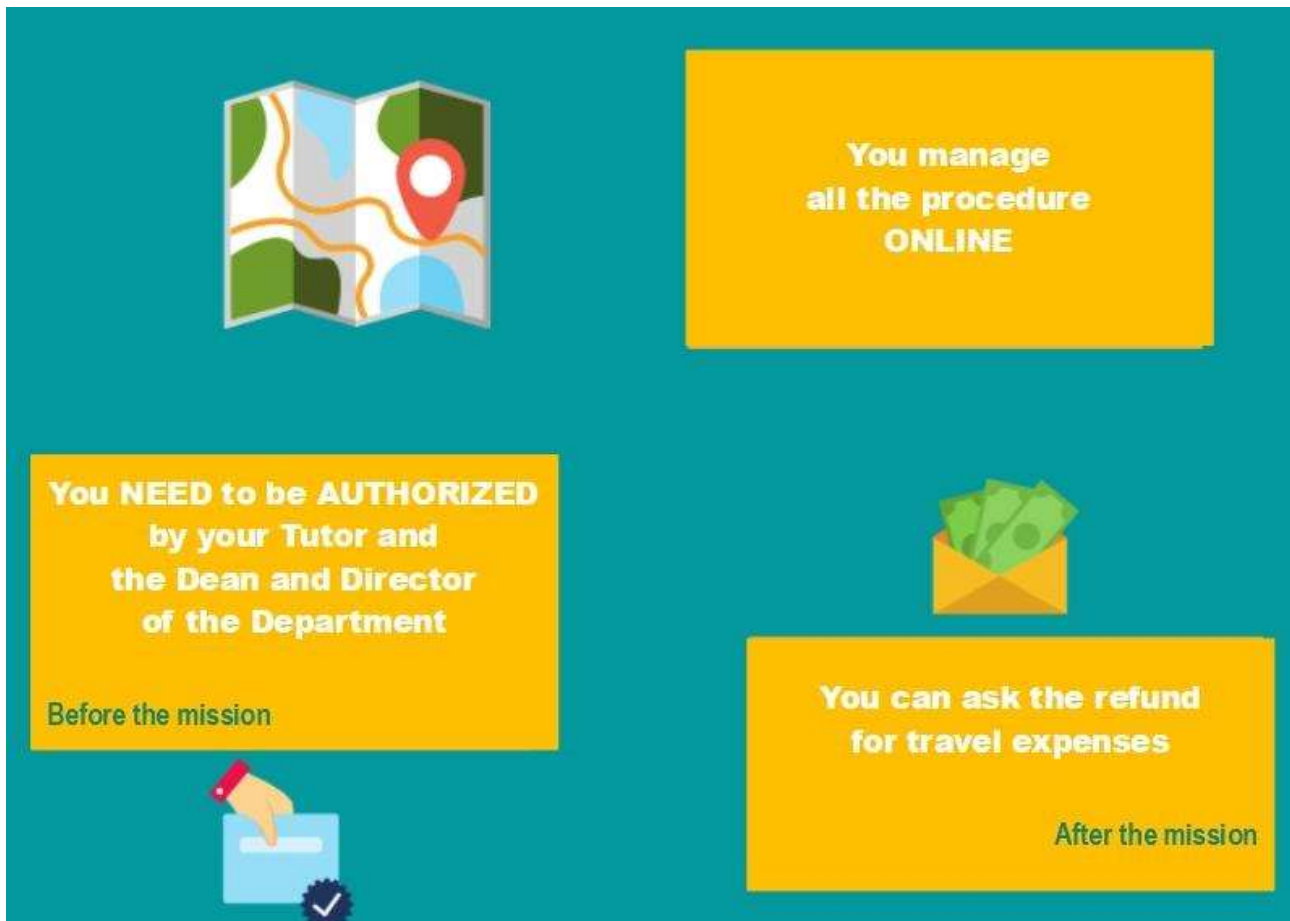 You manage
all the procedure
ONLINE
You NEED to be AUTHORIZED
by your Tutor and
the Dean and Director
of the Department
Before the mission
You can ask the refund
for travel expenses
After the mission